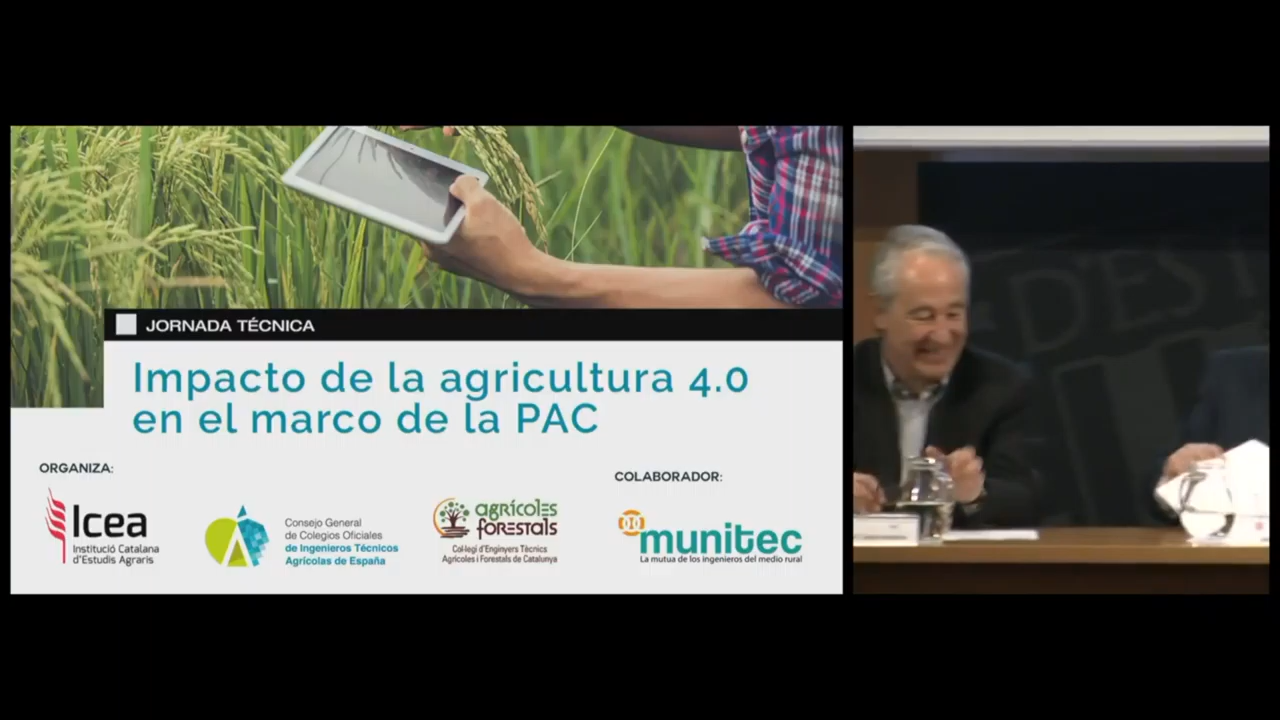 JORNADA TÉCNICA
Impacto de la agricultura 4.0
en el marco de la PAC
ORGANIZA:
COLABORADOR:
Icea
Institució Catalana
d'Estudis Agraris
Consejo General
de Colegios Oficiales
de Ingenieros Técnicos
Agrícolas de España
agrícoles
forestals
Col·legi d'Enginyers Tècnics
Agrícoles i Forestals de Catalunya
munitec
La mutua de los ingenieros del medio rural
D'EST